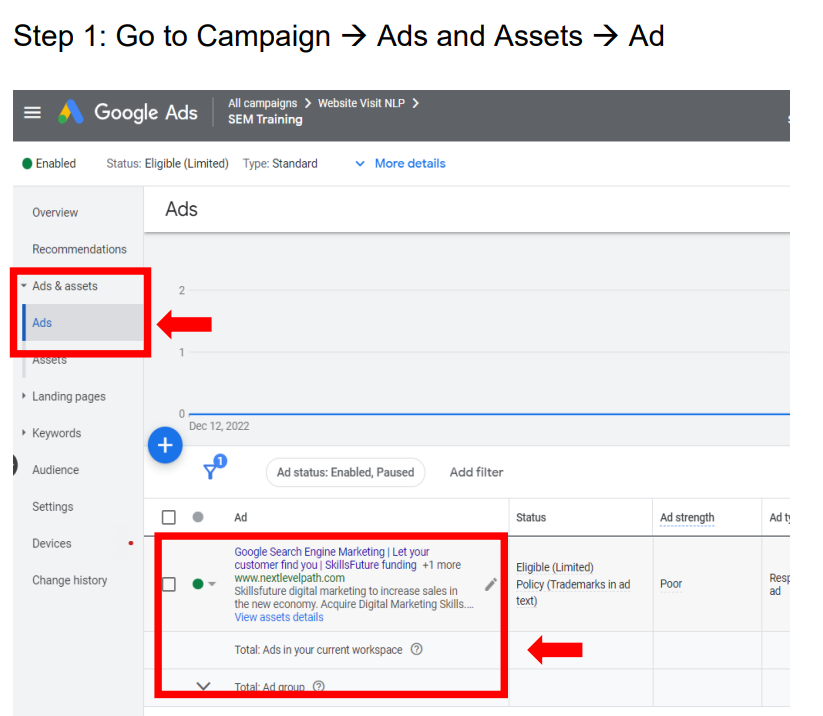 Step 1: Go to Campaign → Ads and Assets → Ad
Google Ads
All campaigns > Website Visit NLP >
SEM Training
Enabled Status: Eligible (Limited) Type: Standard More details
Overview
Recommendations
Ads & assets
Ads
Assets
Landing pages
Keywords
Audience
Settings
Devices
Change history
Ads
2
1
0
Dec 12, 2022
1
Ad status: Enabled, Paused Add filter
Ad Status Ad strength Ad
Google Search Engine Marketing | Let your
customer find you | SkillsFuture funding +1 more
www.nextlevelpath.com
Skillsfuture digital marketing to increase sales in
the new economy. Acquire Digital Marketing Skills....
View assets details
Eligible (Limited)
Policy (Trademarks in ad
text)
Poor
ad
Total: Ads in your current workspace
Total: Ad group